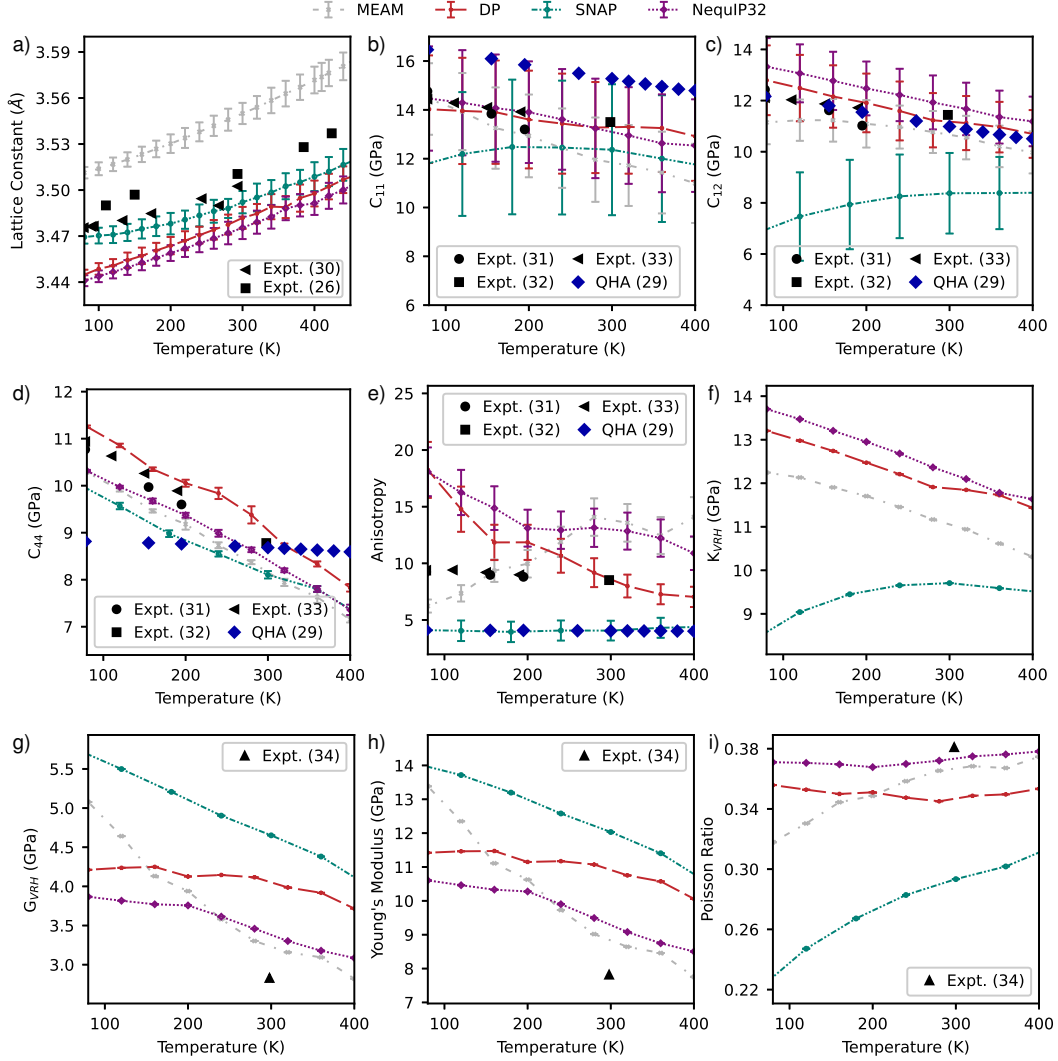 MEAM DP SNAP NequIP32
a)
Lattice Constant (Å)
3.59
3.56
3.53
3.50
3.47
3.44
Expt. (30)
Expt. (26)
100 200 300 400
Temperature (K)
b)
C11 (GPa)
16
14
12
10
8
6
Expt. (31) Expt. (33)
Expt. (32) QHA (29)
100 200 300 400
Temperature (K)
c)
C12 (GPa)
14
12
10
8
6
4
Expt. (31) Expt. (33)
Expt. (32) QHA (29)
100 200 300 400
Temperature (K)
d)
C44 (GPa)
12
11
10
9
8
7
Expt. (31) Expt. (33)
Expt. (32) QHA (29)
100 200 300 400
Temperature (K)
e)
Anisotropy
25
20
15
10
5
Expt. (31) Expt. (33)
Expt. (32) QHA (29)
100 200 300 400
Temperature (K)
f)
KVRH (GPa)
14
13
12
11
10
9
100 200 300 400
Temperature (K)
g)
GVRH (GPa)
5.5
5.0
4.5
4.0
3.5
3.0
Expt. (34)
100 200 300 400
Temperature (K)
h)
Young's Modulus (GPa)
14
13
12
11
10
9
8
7
Expt. (34)
100 200 300 400
Temperature (K)
i)
Poisson Ratio
0.38
0.34
0.30
0.26
0.22
Expt. (34)
100 200 300 400
Temperature (K)